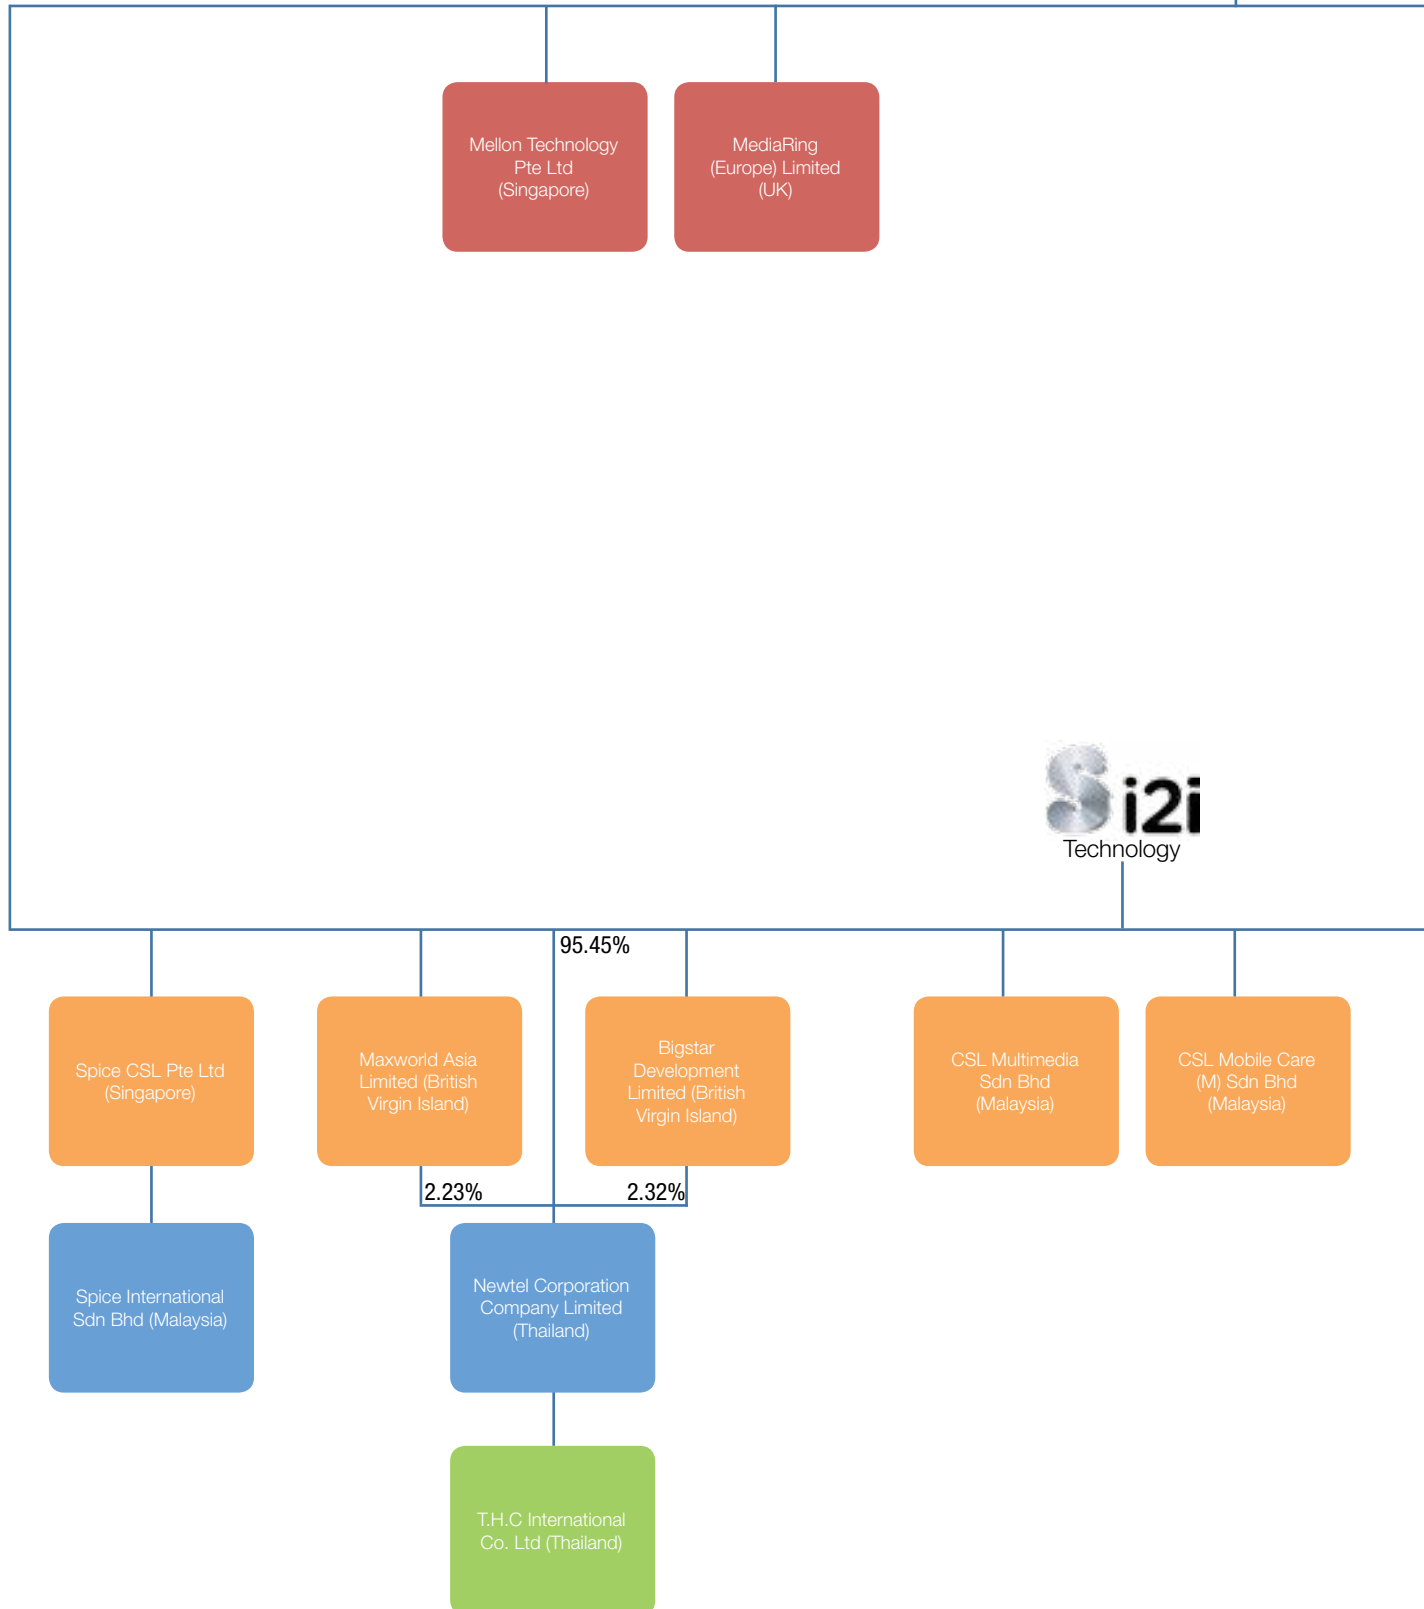 Mellon Technology
Pte Ltd
(Singapore)
MediaRing
(Europe) Limited
(UK)
Si2i
Technology
95.45%
Spice CSL Pte Ltd
(Singapore)
Maxworld Asia
Limited (British
Virgin Island)
Bigstar
Development
Limited (British
Virgin Island)
CSL Multimedia
Sdn Bhd
(Malaysia)
CSL Mobile Care
(M) Sdn Bhd
(Malaysia)
2.23%
2.32%
Spice International
Sdn Bhd (Malaysia)
Newtel Corporation
Company Limited
(Thailand)
T.H.C International
Co. Ltd (Thailand)